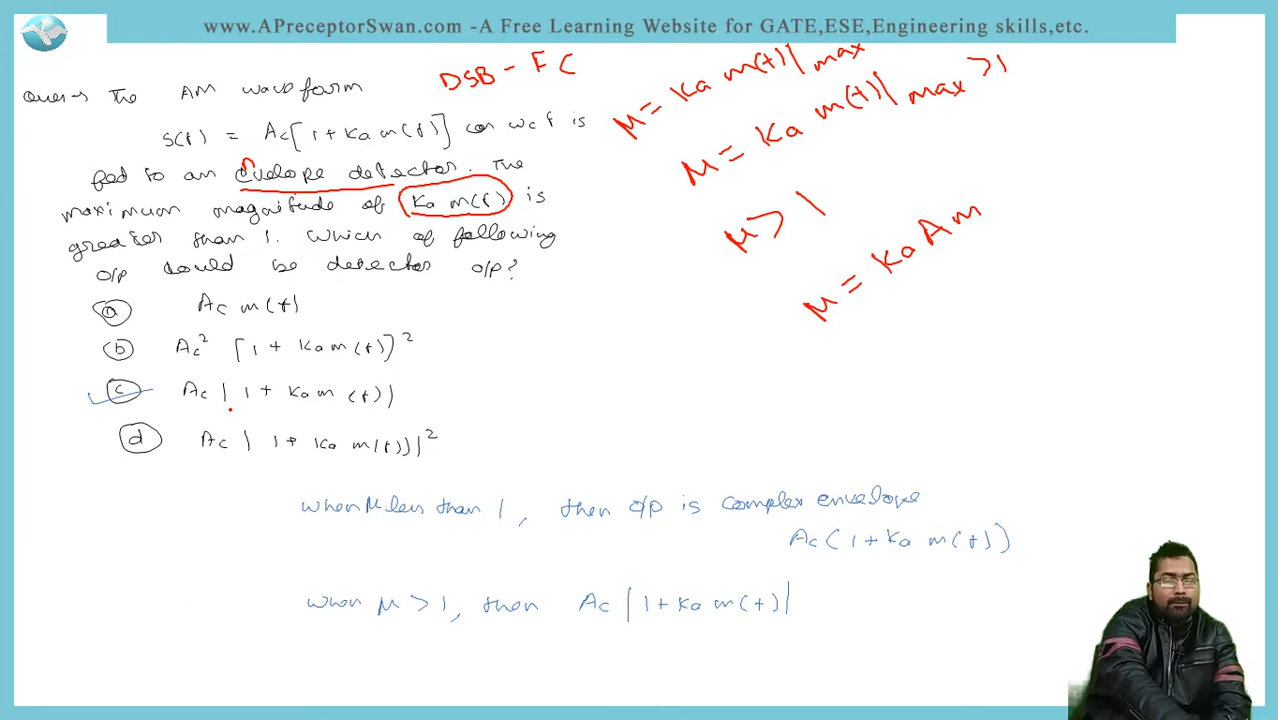 www.APreceptorSwan.com -A Free Learning Website for GATE,ESE,Engineering skills,etc.
DSB - FC
The AM waveform
s(t) = Ac[1 + Ka m(t)] cos wct is
fed to an envelope detector. The
maximum magnitude of Ka m(t) is
greater than 1. Which of following
o/p could be detector o/p?
(a) Ac m(t)
(b) Ac² [1 + Ka m(t)]²
(c) Ac |1 + Ka m(t)|
(d) Ac |1 + Ka m(t)|²
μ = Ka m(t)|max
μ = Ka m(t)|max >1
μ > 1
μ = Ka Am
when μ less than 1, then o/p is complex envelope
Ac(1 + Ka m(t))
when μ > 1, then Ac |1 + Ka m(t)|